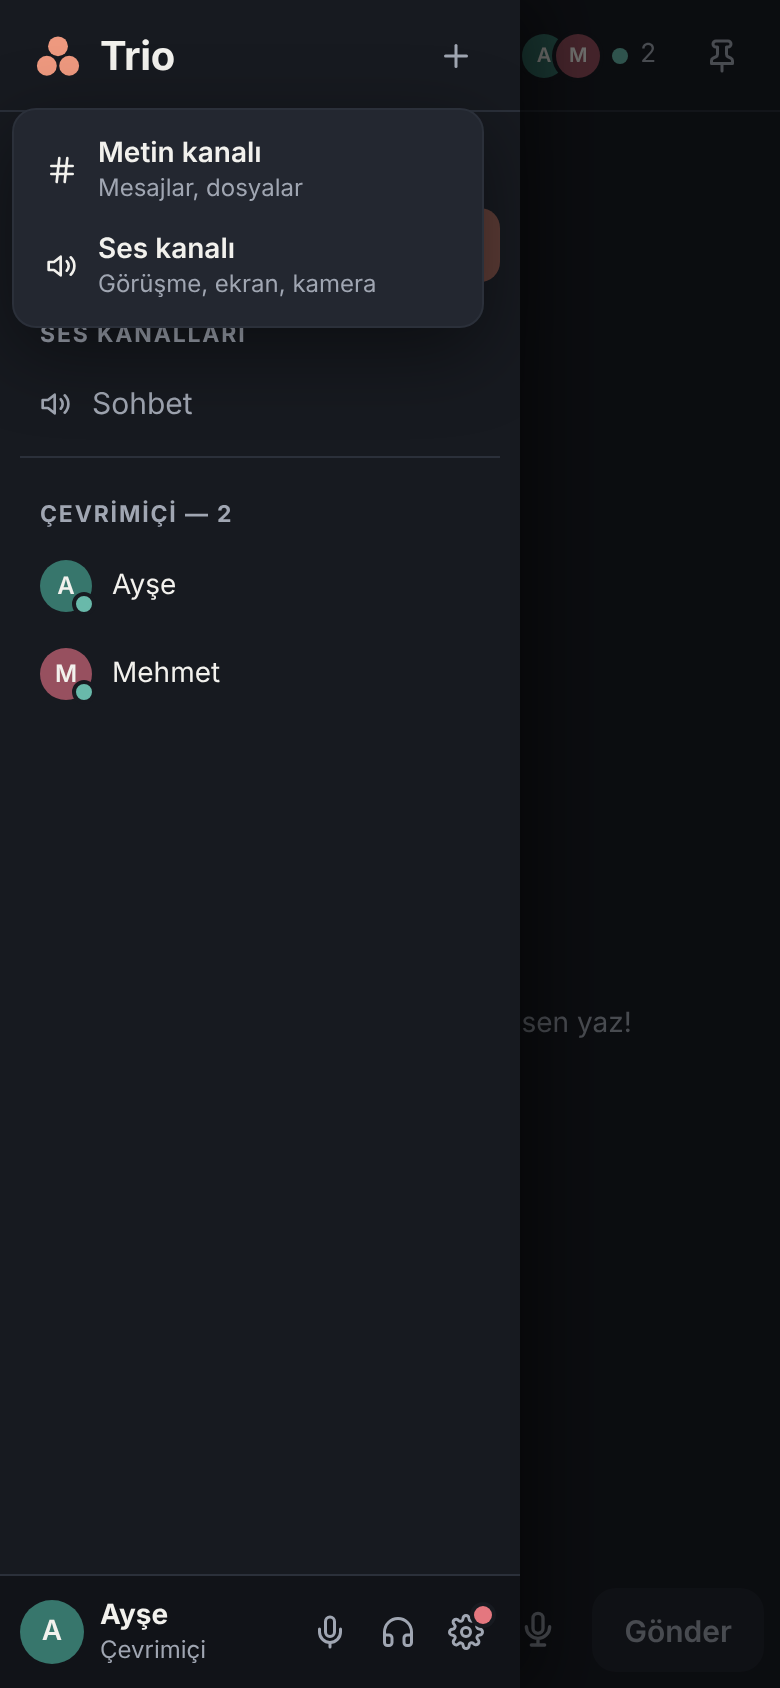 Trio
A M 2
Metin kanalı
Mesajlar, dosyalar
Ses kanalı
Görüşme, ekran, kamera
SES KANALLARI
Sohbet
ÇEVRİMİÇİ — 2
A Ayşe
M Mehmet
sen yaz!
A Ayşe
Çevrimiçi
Gönder